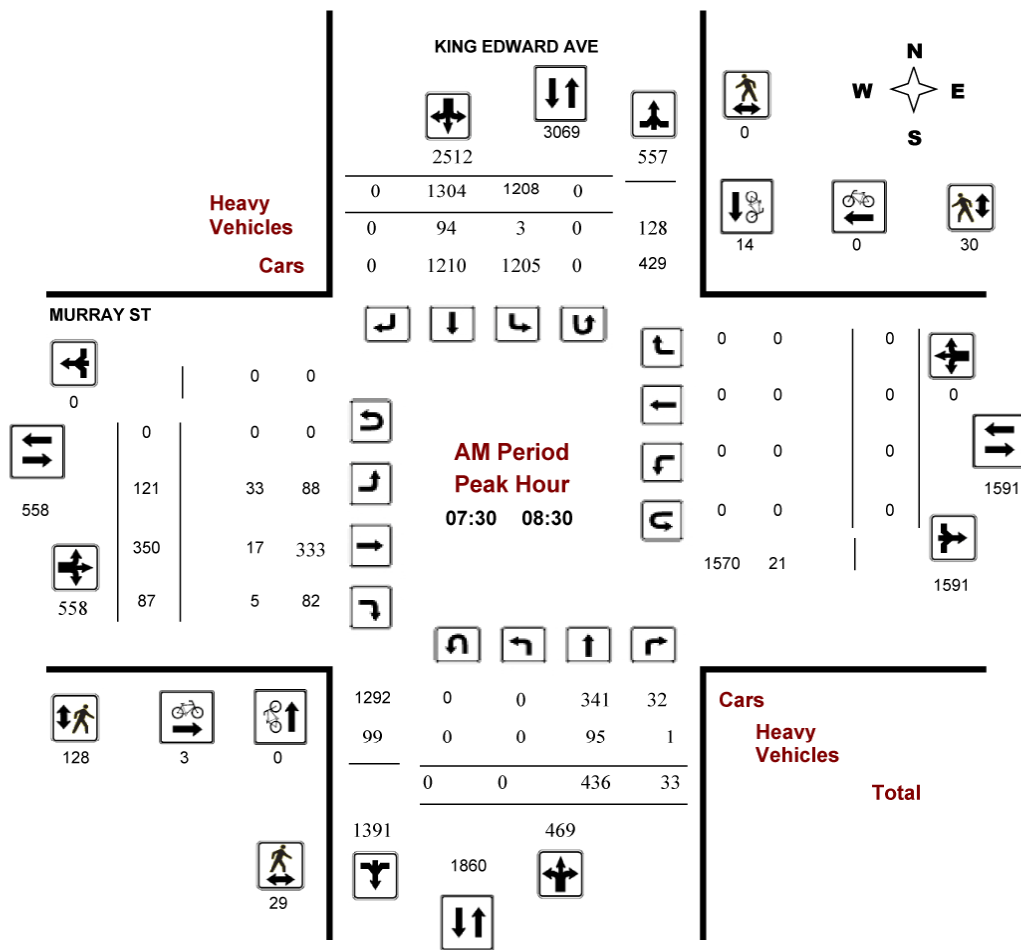 KING EDWARD AVE
N
W E
S
3069
0
2512 557
0 1304 1208 0
Heavy
Vehicles
0 94 3 0 128
14 0 30
Cars
0 1210 1205 0 429
MURRAY ST
0 0 0
0 0 0
0
0 0 0
0
0 0 0
0 0 0
AM Period
Peak Hour
121 33 88
1591
558
07:30 08:30
0 0 0
350 17 333
1570 21
558
87 5 82
1591
1292 0 0 341 32
Cars
99 0 0 95 1
Heavy
Vehicles
128 3 0
0 0 436 33
Total
1391 469
1860
29